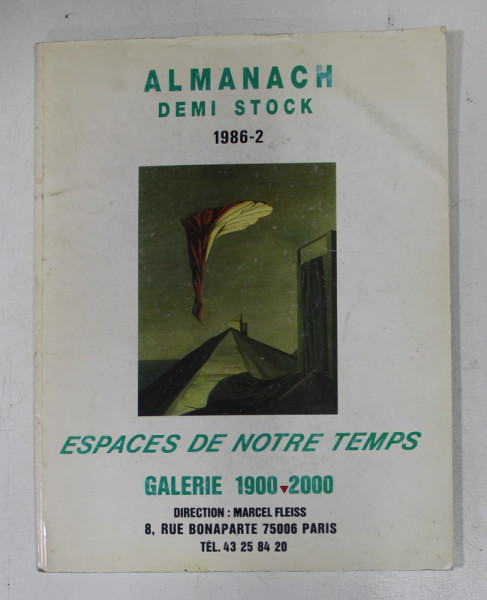 ALMANACH
DEMI STOCK
1986-2
ESPACES DE NOTRE TEMPS
GALERIE 1900▼2000
DIRECTION : MARCEL FLEISS
8, RUE BONAPARTE 75006 PARIS
TÉL. 43 25 84 20